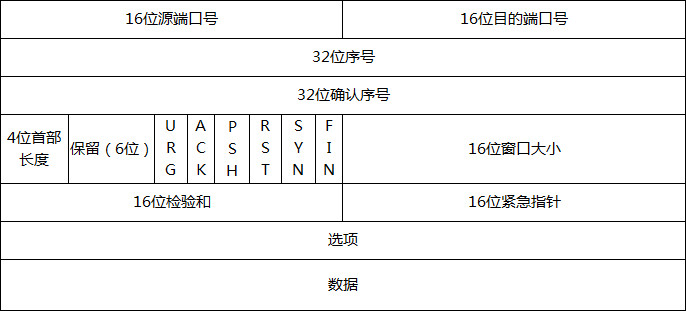 16位源端口号 16位目的端口号
32位序号
32位确认序号
4位首部长度 保留（6位） URG ACK PSH RST SYN FIN 16位窗口大小
16位检验和 16位紧急指针
选项
数据